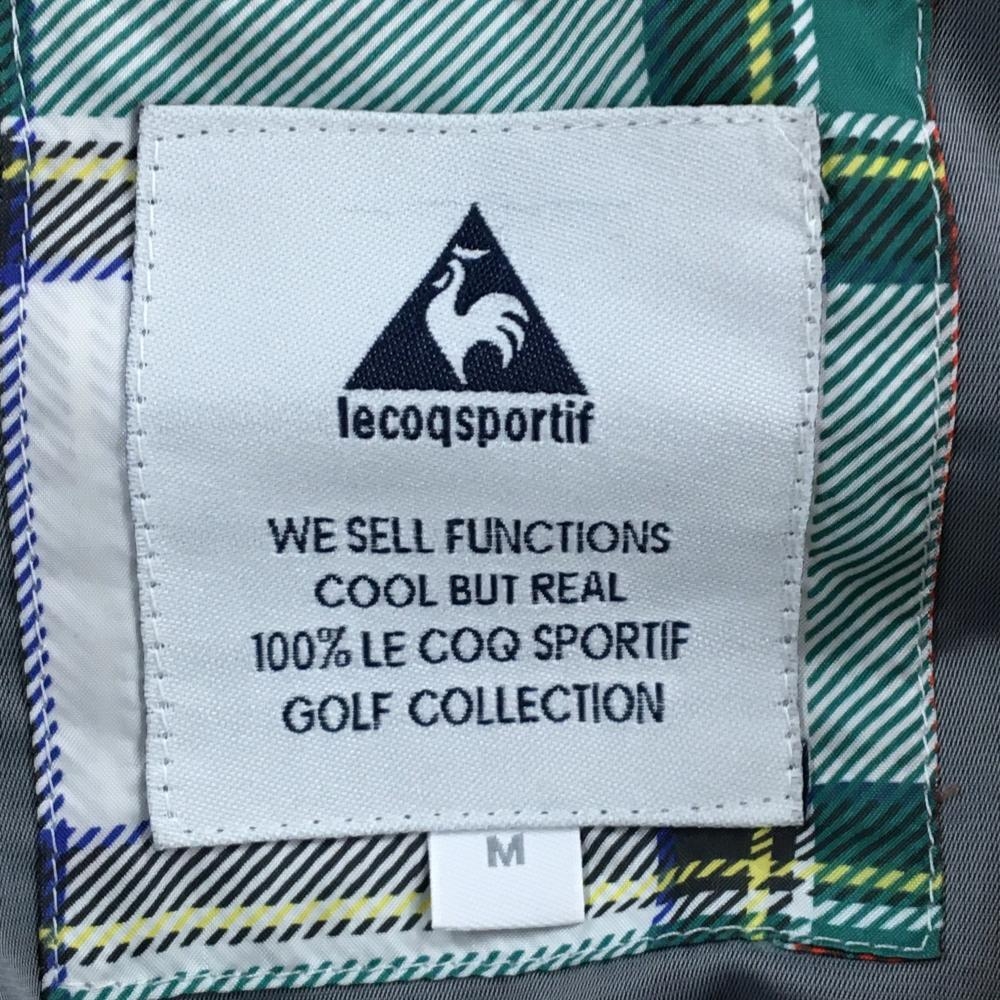 lecoqsportif
WE SELL FUNCTIONS
COOL BUT REAL
100% LE COQ SPORTIF
GOLF COLLECTION
M